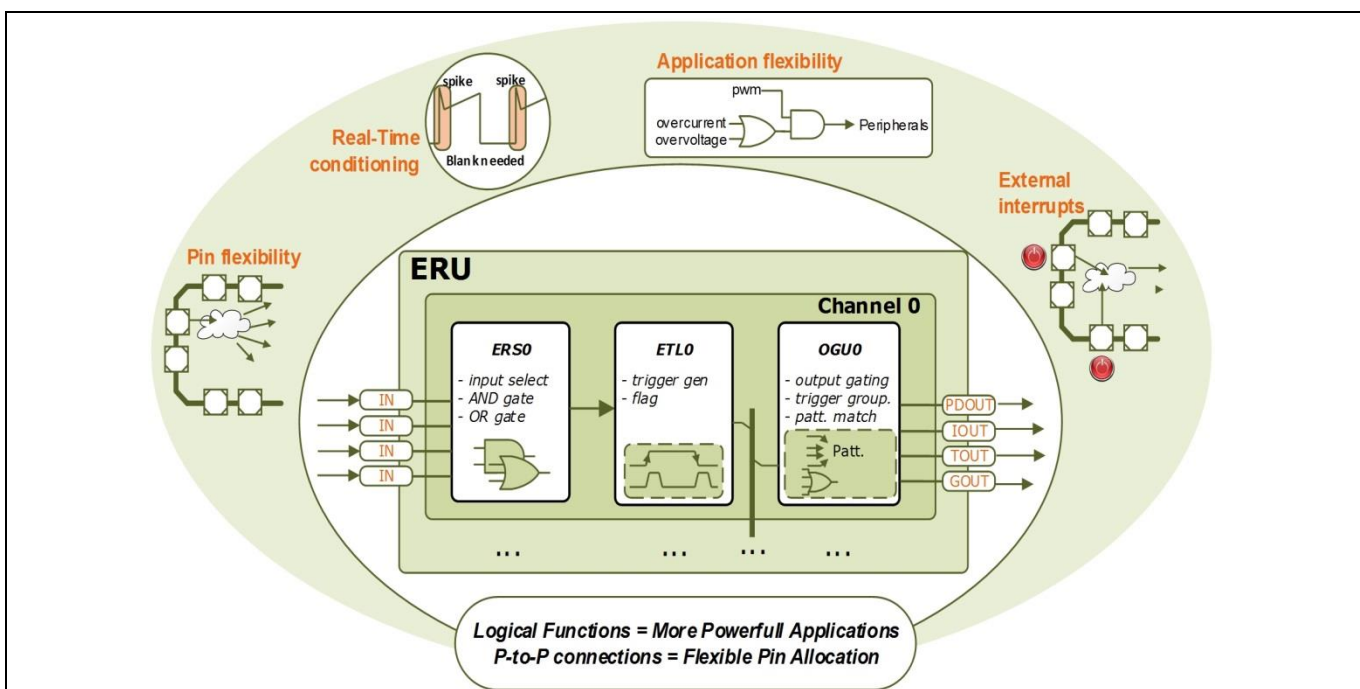 Application flexibility
spike
spike
pwm
overcurrent
overvoltage
Peripherals
Real-Time
conditioning
Blank needed
External
interrupts
Pin flexibility
ERU
Channel 0
ERS0
- input select
- AND gate
- OR gate
ETL0
- trigger gen
- flag
OGU0
- output gating
- trigger group.
- patt. match
Patt.
IN
IN
IN
IN
PDOUT
IOUT
TOUT
GOUT
...
...
...
...
Logical Functions = More Powerfull Applications
P-to-P connections = Flexible Pin Allocation